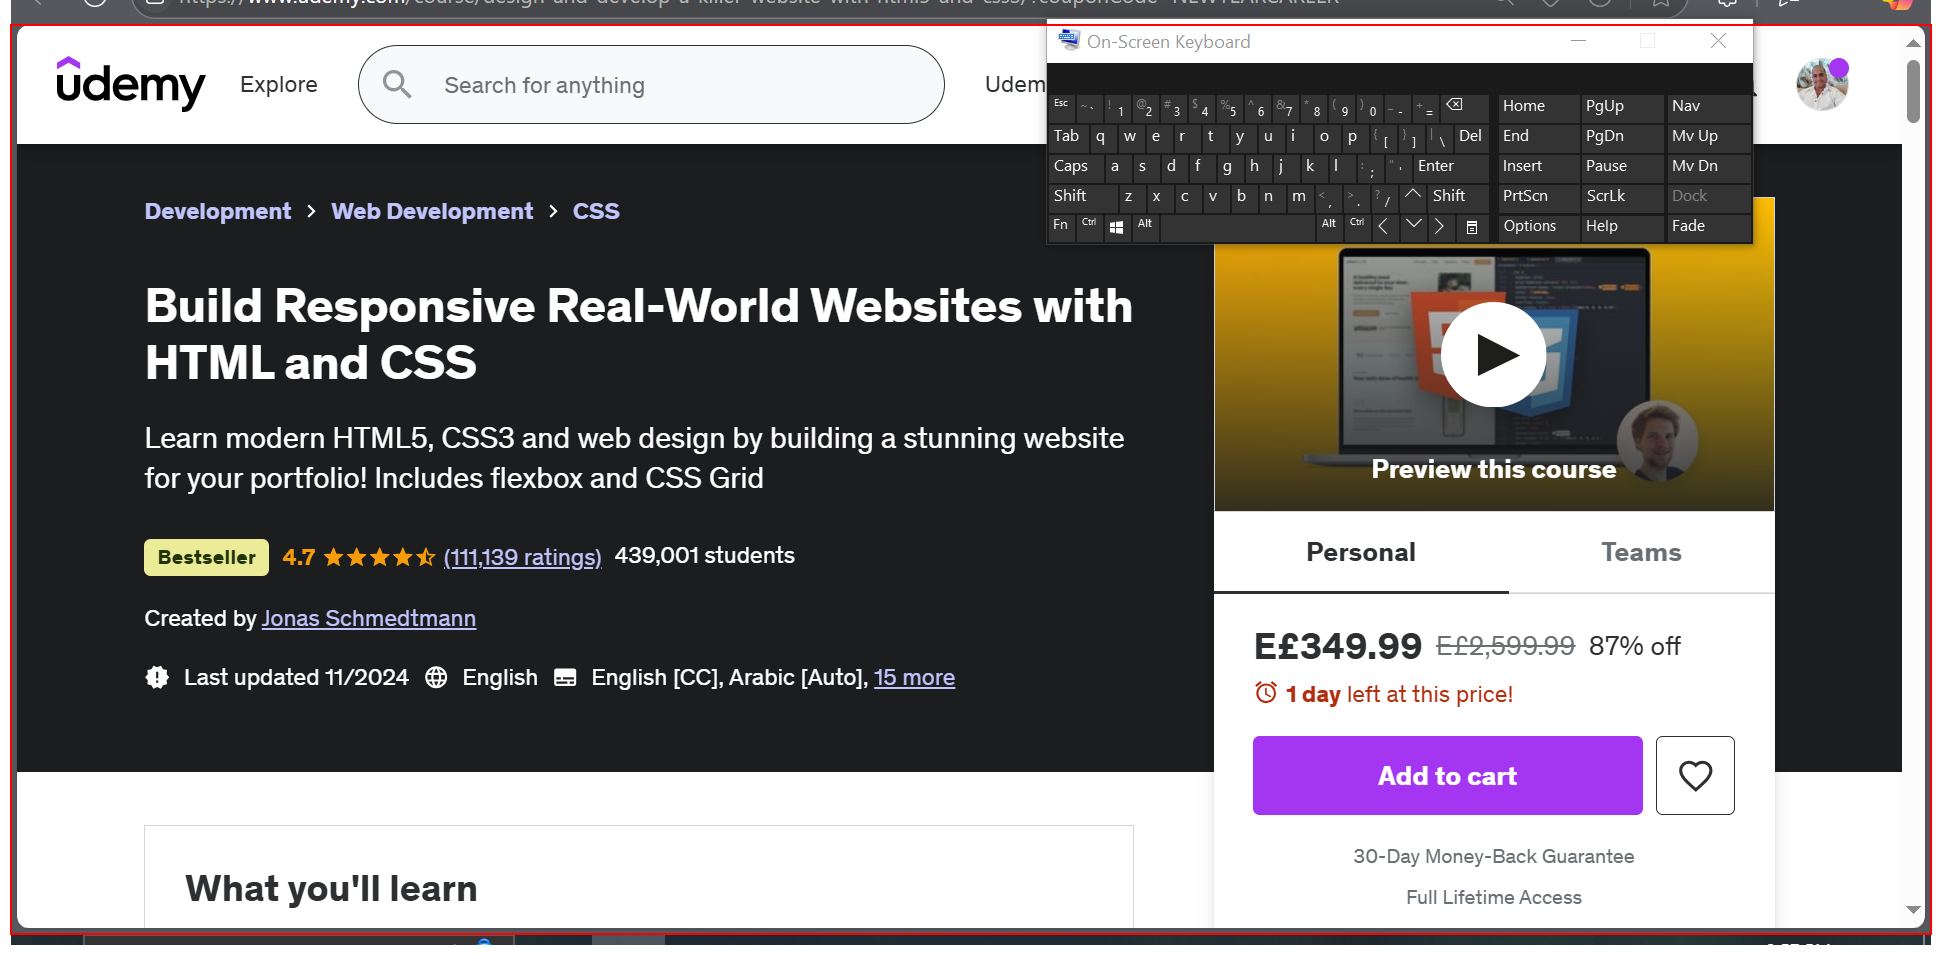 https://www.udemy.com/course/design-and-develop-a-killer-website-with-html5-and-css3/?couponCode=NEWYEARCAREER
On-Screen Keyboard
udemy
Explore
Search for anything
Udem
Esc ~ ` ! 1 @ 2 # 3 $ 4 % 5 ^ 6 & 7 * 8 ( 9 ) 0 _ - + = Home PgUp Nav
Tab q w e r t y u i o p { [ } ] | \ Del End PgDn Mv Up
Caps a s d f g h j k l : ; " ' Enter Insert Pause Mv Dn
Shift z x c v b n m < , > . ? / Shift PrtScn ScrLk Dock
Fn Ctrl Alt Alt Ctrl Options Help Fade
Development > Web Development > CSS
Build Responsive Real-World Websites with
HTML and CSS
Learn modern HTML5, CSS3 and web design by building a stunning website
for your portfolio! Includes flexbox and CSS Grid
Bestseller 4.7 (111,139 ratings) 439,001 students
Created by Jonas Schmedtmann
Last updated 11/2024 English English [CC], Arabic [Auto], 15 more
What you'll learn
Preview this course
Personal Teams
E£349.99 E£2,599.99 87% off
1 day left at this price!
Add to cart
30-Day Money-Back Guarantee
Full Lifetime Access